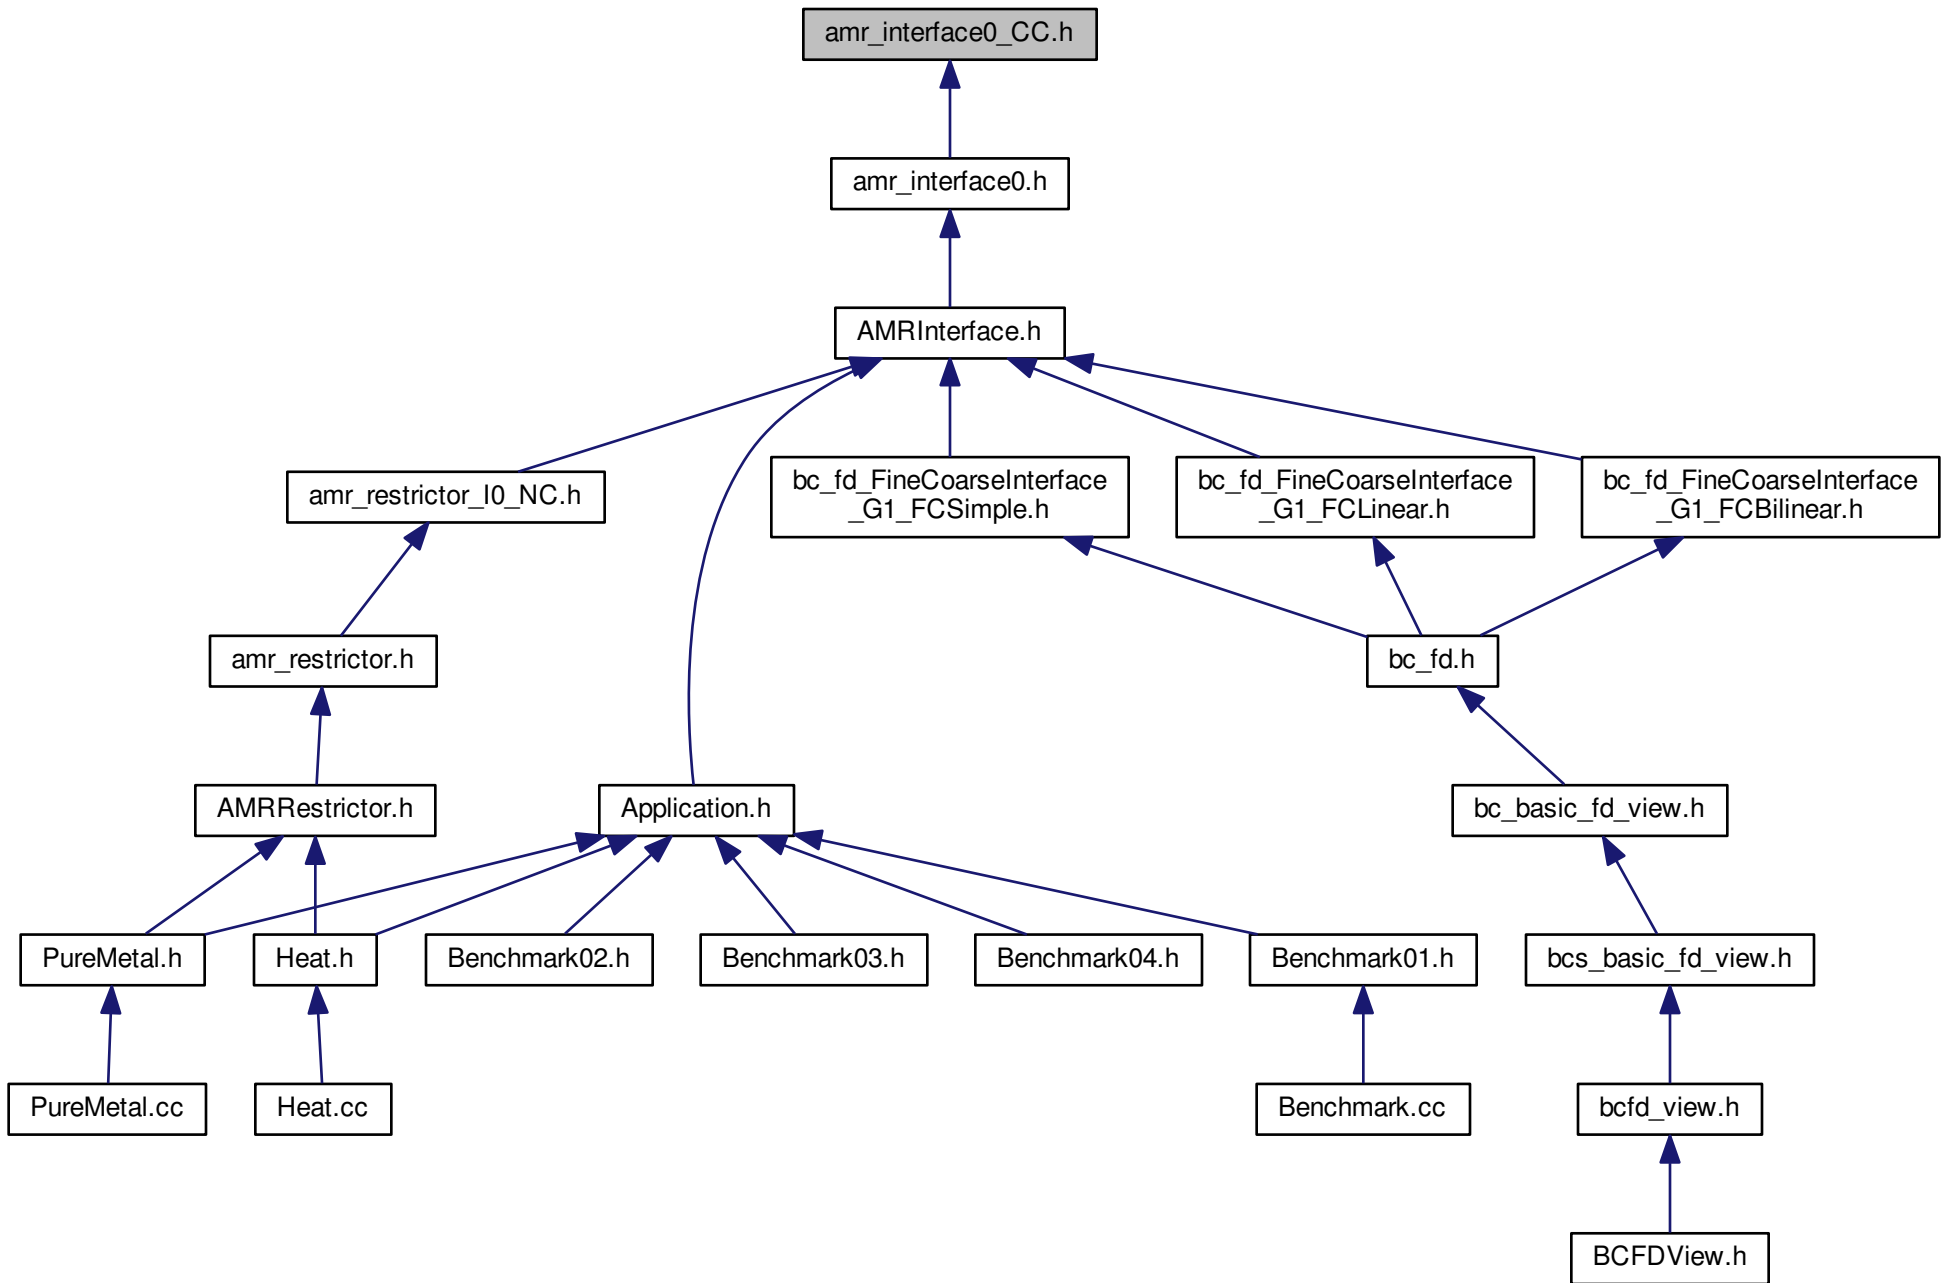 amr_interface0_CC.h
amr_interface0.h
AMRInterface.h
amr_restrictor_I0_NC.h
bc_fd_FineCoarseInterface
_G1_FCSimple.h
bc_fd_FineCoarseInterface
_G1_FCLinear.h
bc_fd_FineCoarseInterface
_G1_FCBilinear.h
amr_restrictor.h
bc_fd.h
AMRRestrictor.h
Application.h
bc_basic_fd_view.h
PureMetal.h
Heat.h
Benchmark02.h
Benchmark03.h
Benchmark04.h
Benchmark01.h
bcs_basic_fd_view.h
PureMetal.cc
Heat.cc
Benchmark.cc
bcfd_view.h
BCFDView.h